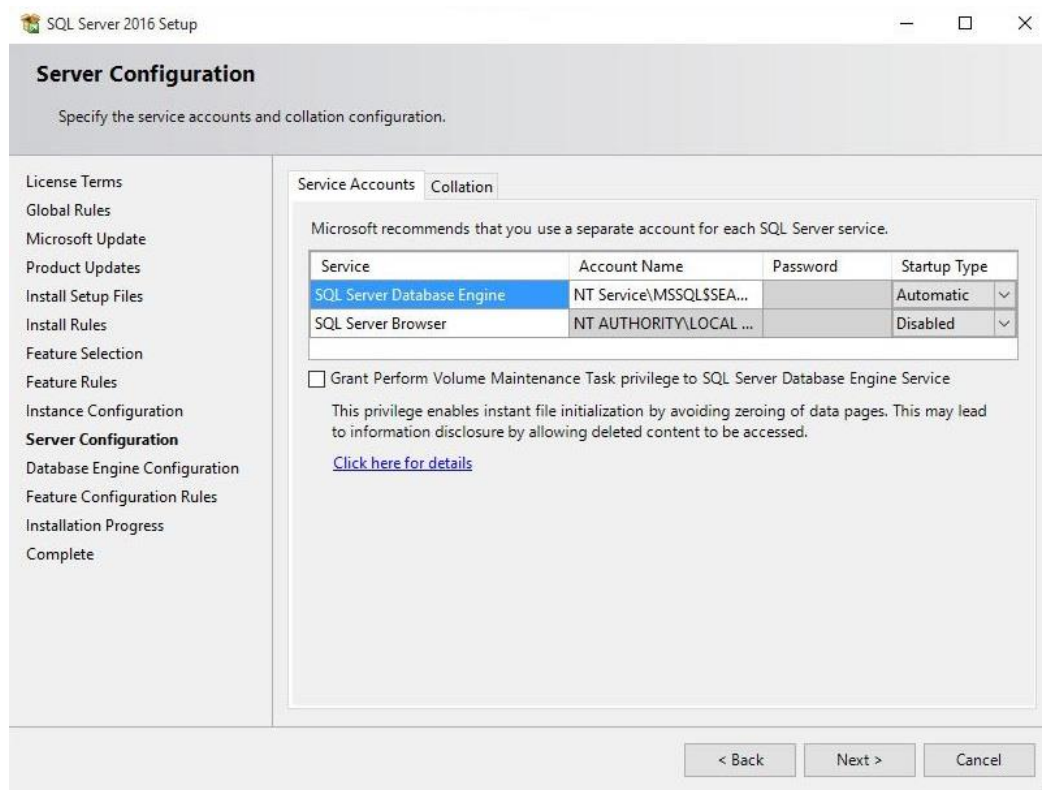 SQL Server 2016 Setup
Server Configuration
Specify the service accounts and collation configuration.
License Terms
Global Rules
Microsoft Update
Product Updates
Install Setup Files
Install Rules
Feature Selection
Feature Rules
Instance Configuration
Server Configuration
Database Engine Configuration
Feature Configuration Rules
Installation Progress
Complete
Service Accounts Collation
Microsoft recommends that you use a separate account for each SQL Server service.
Service Account Name Password Startup Type
SQL Server Database Engine NT Service\MSSQL$SEA... Automatic
SQL Server Browser NT AUTHORITY\LOCAL ... Disabled
Grant Perform Volume Maintenance Task privilege to SQL Server Database Engine Service
This privilege enables instant file initialization by avoiding zeroing of data pages. This may lead
to information disclosure by allowing deleted content to be accessed.
Click here for details
< Back Next > Cancel